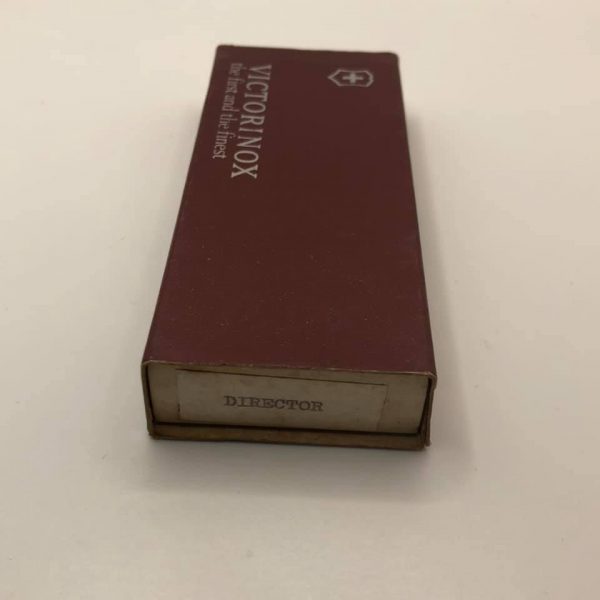 VICTORINOX
the first and the finest
DIRECTOR